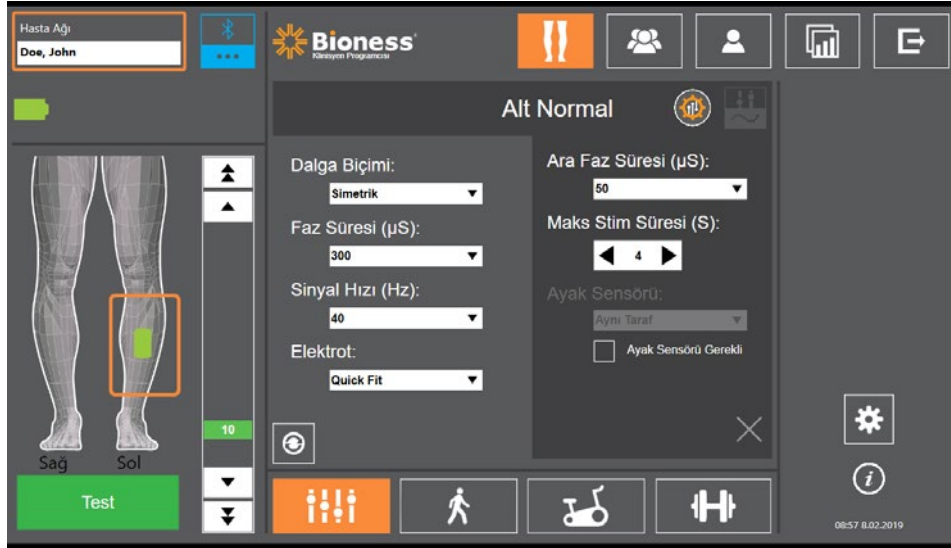 Hasta Ağı
Doe, John
Bioness
Klinisyen Programcısı
Alt Normal
Dalga Biçimi:
Simetrik
Faz Süresi (µS):
300
Sinyal Hızı (Hz):
40
Elektrot:
Quick Fit
Ara Faz Süresi (µS):
50
Maks Stim Süresi (S):
4
Ayak Sensörü:
Aynı Taraf
Ayak Sensörü Gerekli
10
Sağ
Sol
Test
i
08:57 8.02.2019